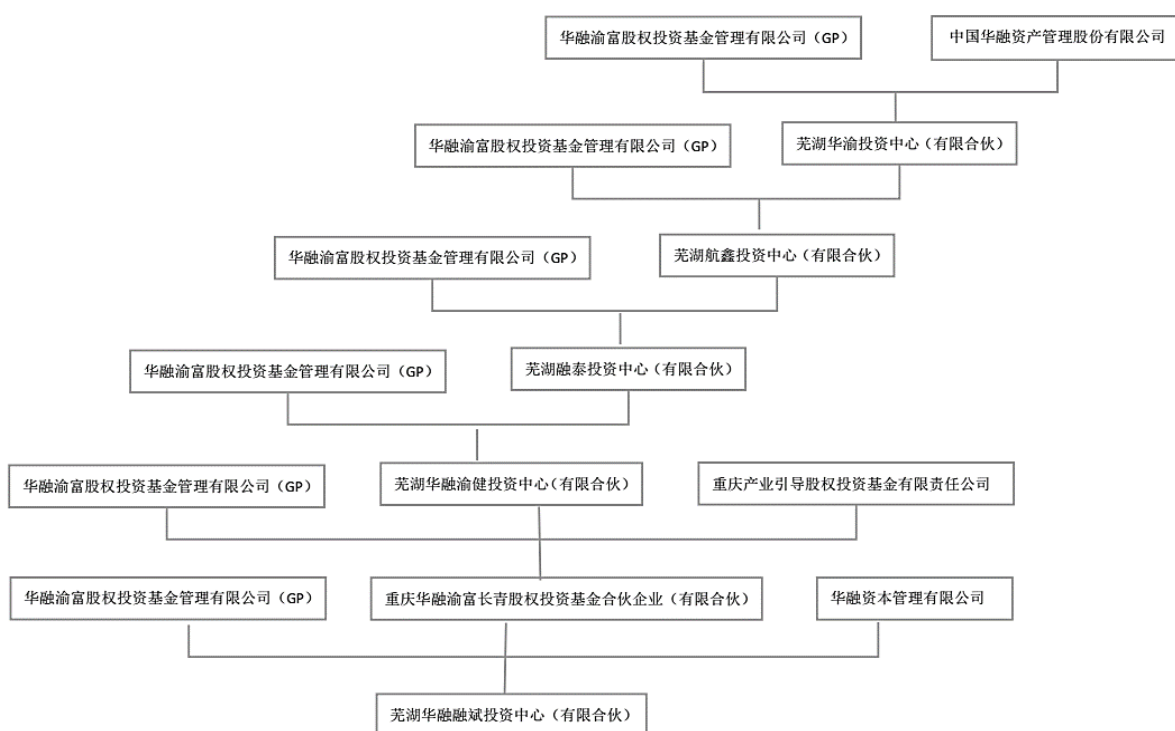 华融渝富股权投资基金管理有限公司（GP）
中国华融资产管理股份有限公司
华融渝富股权投资基金管理有限公司（GP）
芜湖华渝投资中心（有限合伙）
华融渝富股权投资基金管理有限公司（GP）
芜湖航鑫投资中心（有限合伙）
华融渝富股权投资基金管理有限公司（GP）
芜湖融泰投资中心（有限合伙）
华融渝富股权投资基金管理有限公司（GP）
芜湖华融渝健投资中心（有限合伙）
重庆产业引导股权投资基金有限责任公司
华融渝富股权投资基金管理有限公司（GP）
重庆华融渝富长青股权投资基金合伙企业（有限合伙）
华融资本管理有限公司
芜湖华融融斌投资中心（有限合伙）